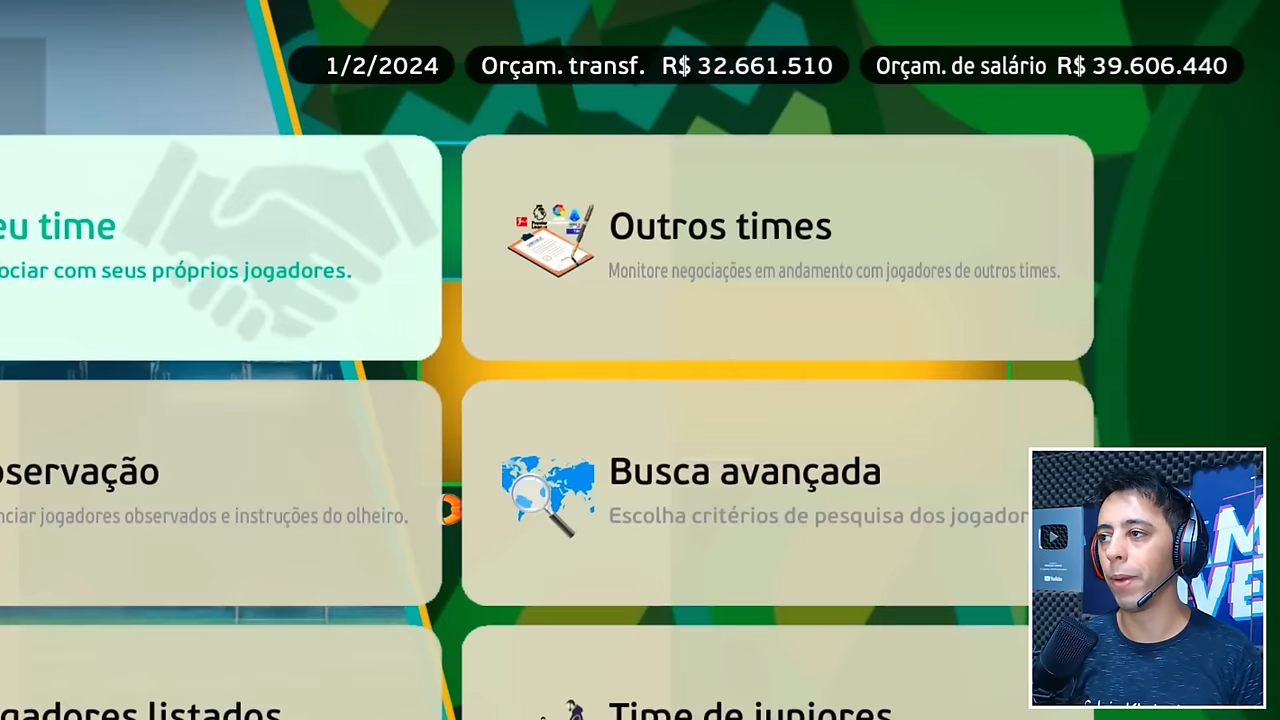 1/2/2024
Orçam. transf. R$ 32.661.510
Orçam. de salário R$ 39.606.440
eu time
ociar com seus próprios jogadores.
Outros times
Monitore negociações em andamento com jogadores de outros times.
bservação
nciar jogadores observados e instruções do olheiro.
Busca avançada
Escolha critérios de pesquisa dos jogador
gadores listados
Time de juniores